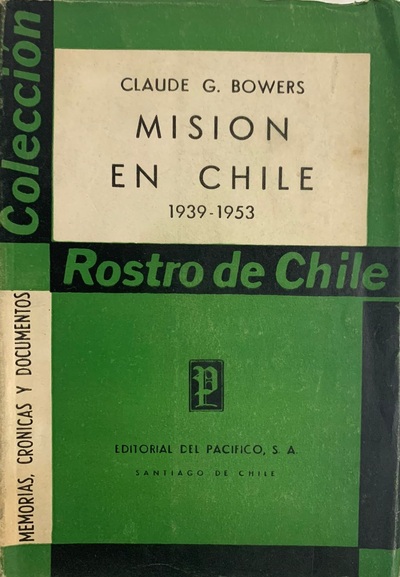 Colección
CLAUDE G. BOWERS
MISION
EN CHILE
1939-1953
Rostro de Chile
MEMORIAS, CRONICAS Y DOCUMENTOS
P
EDITORIAL DEL PACIFICO, S. A.
SANTIAGO DE CHILE